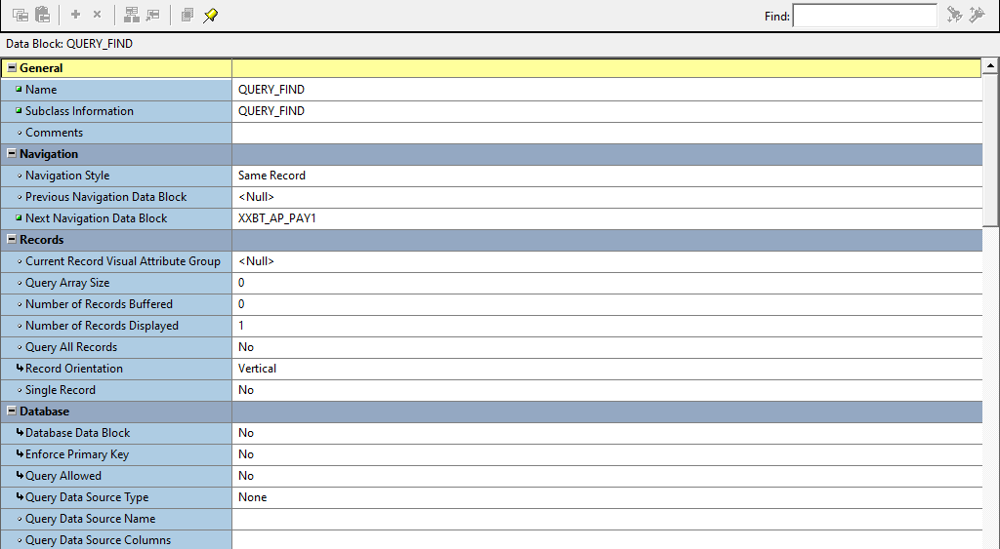 Find:
Data Block: QUERY_FIND
General
Name QUERY_FIND
Subclass Information QUERY_FIND
Comments
Navigation
Navigation Style Same Record
Previous Navigation Data Block <Null>
Next Navigation Data Block XXBT_AP_PAY1
Records
Current Record Visual Attribute Group <Null>
Query Array Size 0
Number of Records Buffered 0
Number of Records Displayed 1
Query All Records No
Record Orientation Vertical
Single Record No
Database
Database Data Block No
Enforce Primary Key No
Query Allowed No
Query Data Source Type None
Query Data Source Name
Query Data Source Columns